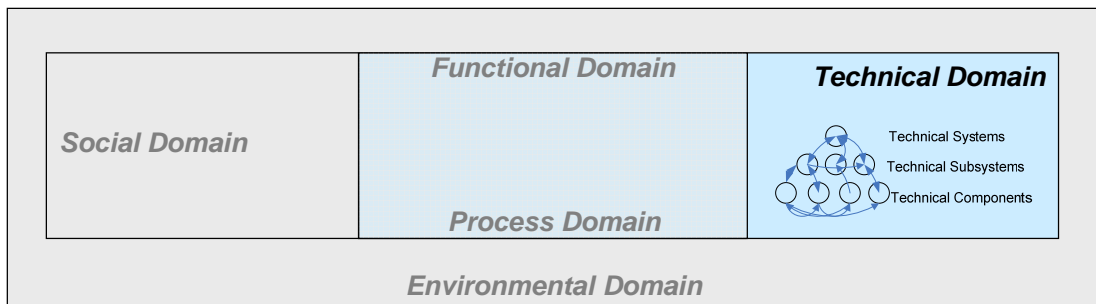 Functional Domain
Technical Domain
Social Domain
Technical Systems
Technical Subsystems
Technical Components
Process Domain
Environmental Domain